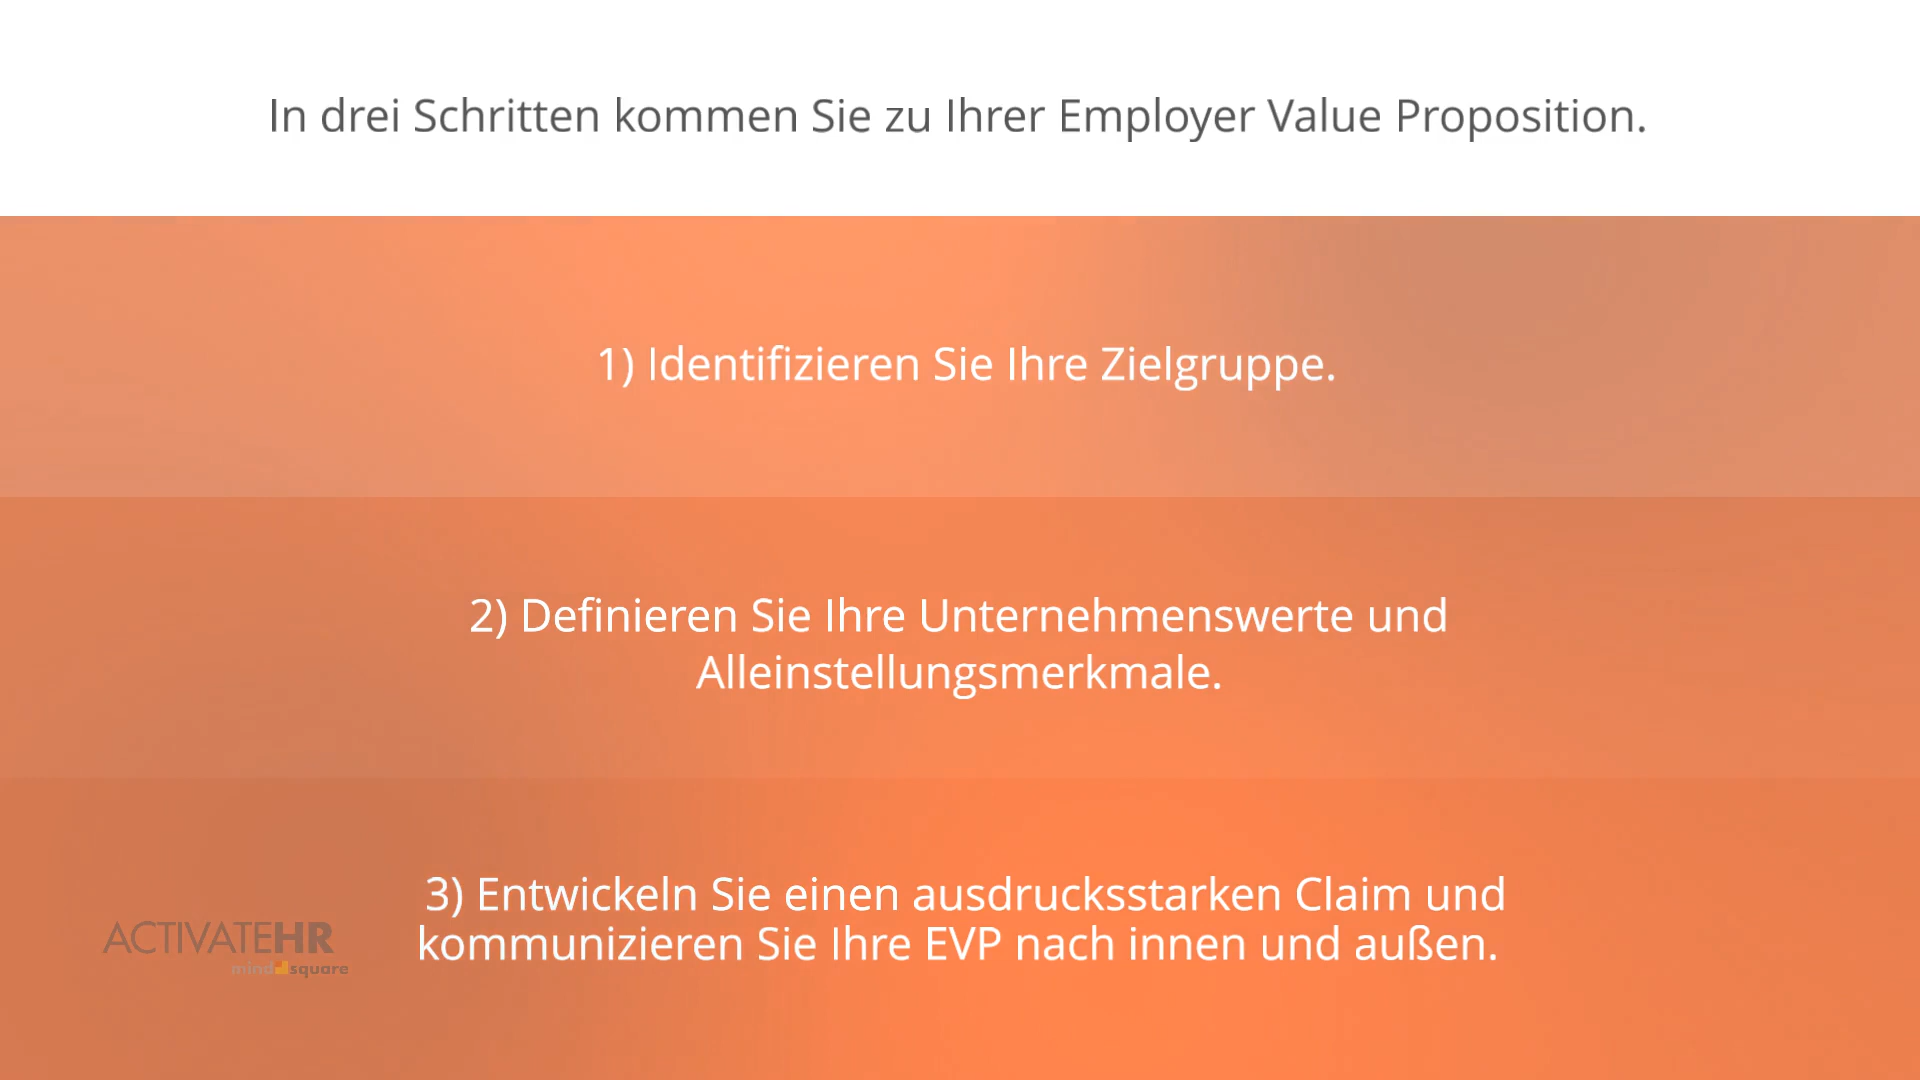 In drei Schritten kommen Sie zu Ihrer Employer Value Proposition.
1) Identifizieren Sie Ihre Zielgruppe.
2) Definieren Sie Ihre Unternehmenswerte und
Alleinstellungsmerkmale.
3) Entwickeln Sie einen ausdrucksstarken Claim und
kommunizieren Sie Ihre EVP nach innen und außen.
ACTIVATEHR
mindsquare